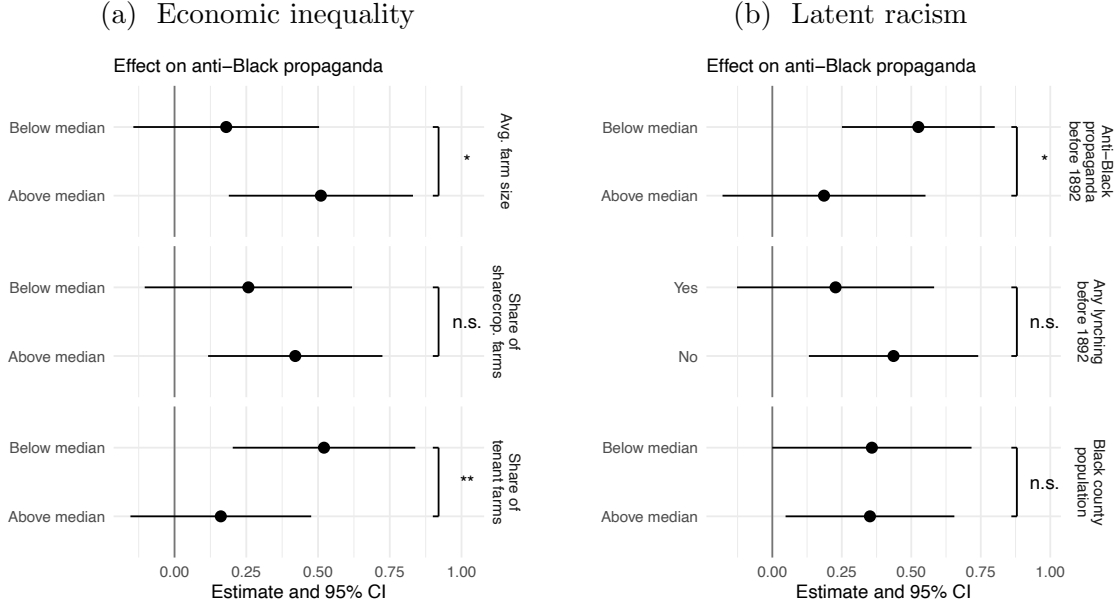 (a) Economic inequality
Effect on anti−Black propaganda
Below median
Above median
*
Avg. farm size
Below median
Above median
n.s.
Share of
sharecrop. farms
Below median
Above median
**
Share of
tenant farms
0.00 0.25 0.50 0.75 1.00
Estimate and 95% CI
(b) Latent racism
Effect on anti−Black propaganda
Below median
Above median
*
Anti−Black
propaganda
before 1892
Yes
No
n.s.
Any lynching
before 1892
Below median
Above median
n.s.
Black county
population
0.00 0.25 0.50 0.75 1.00
Estimate and 95% CI